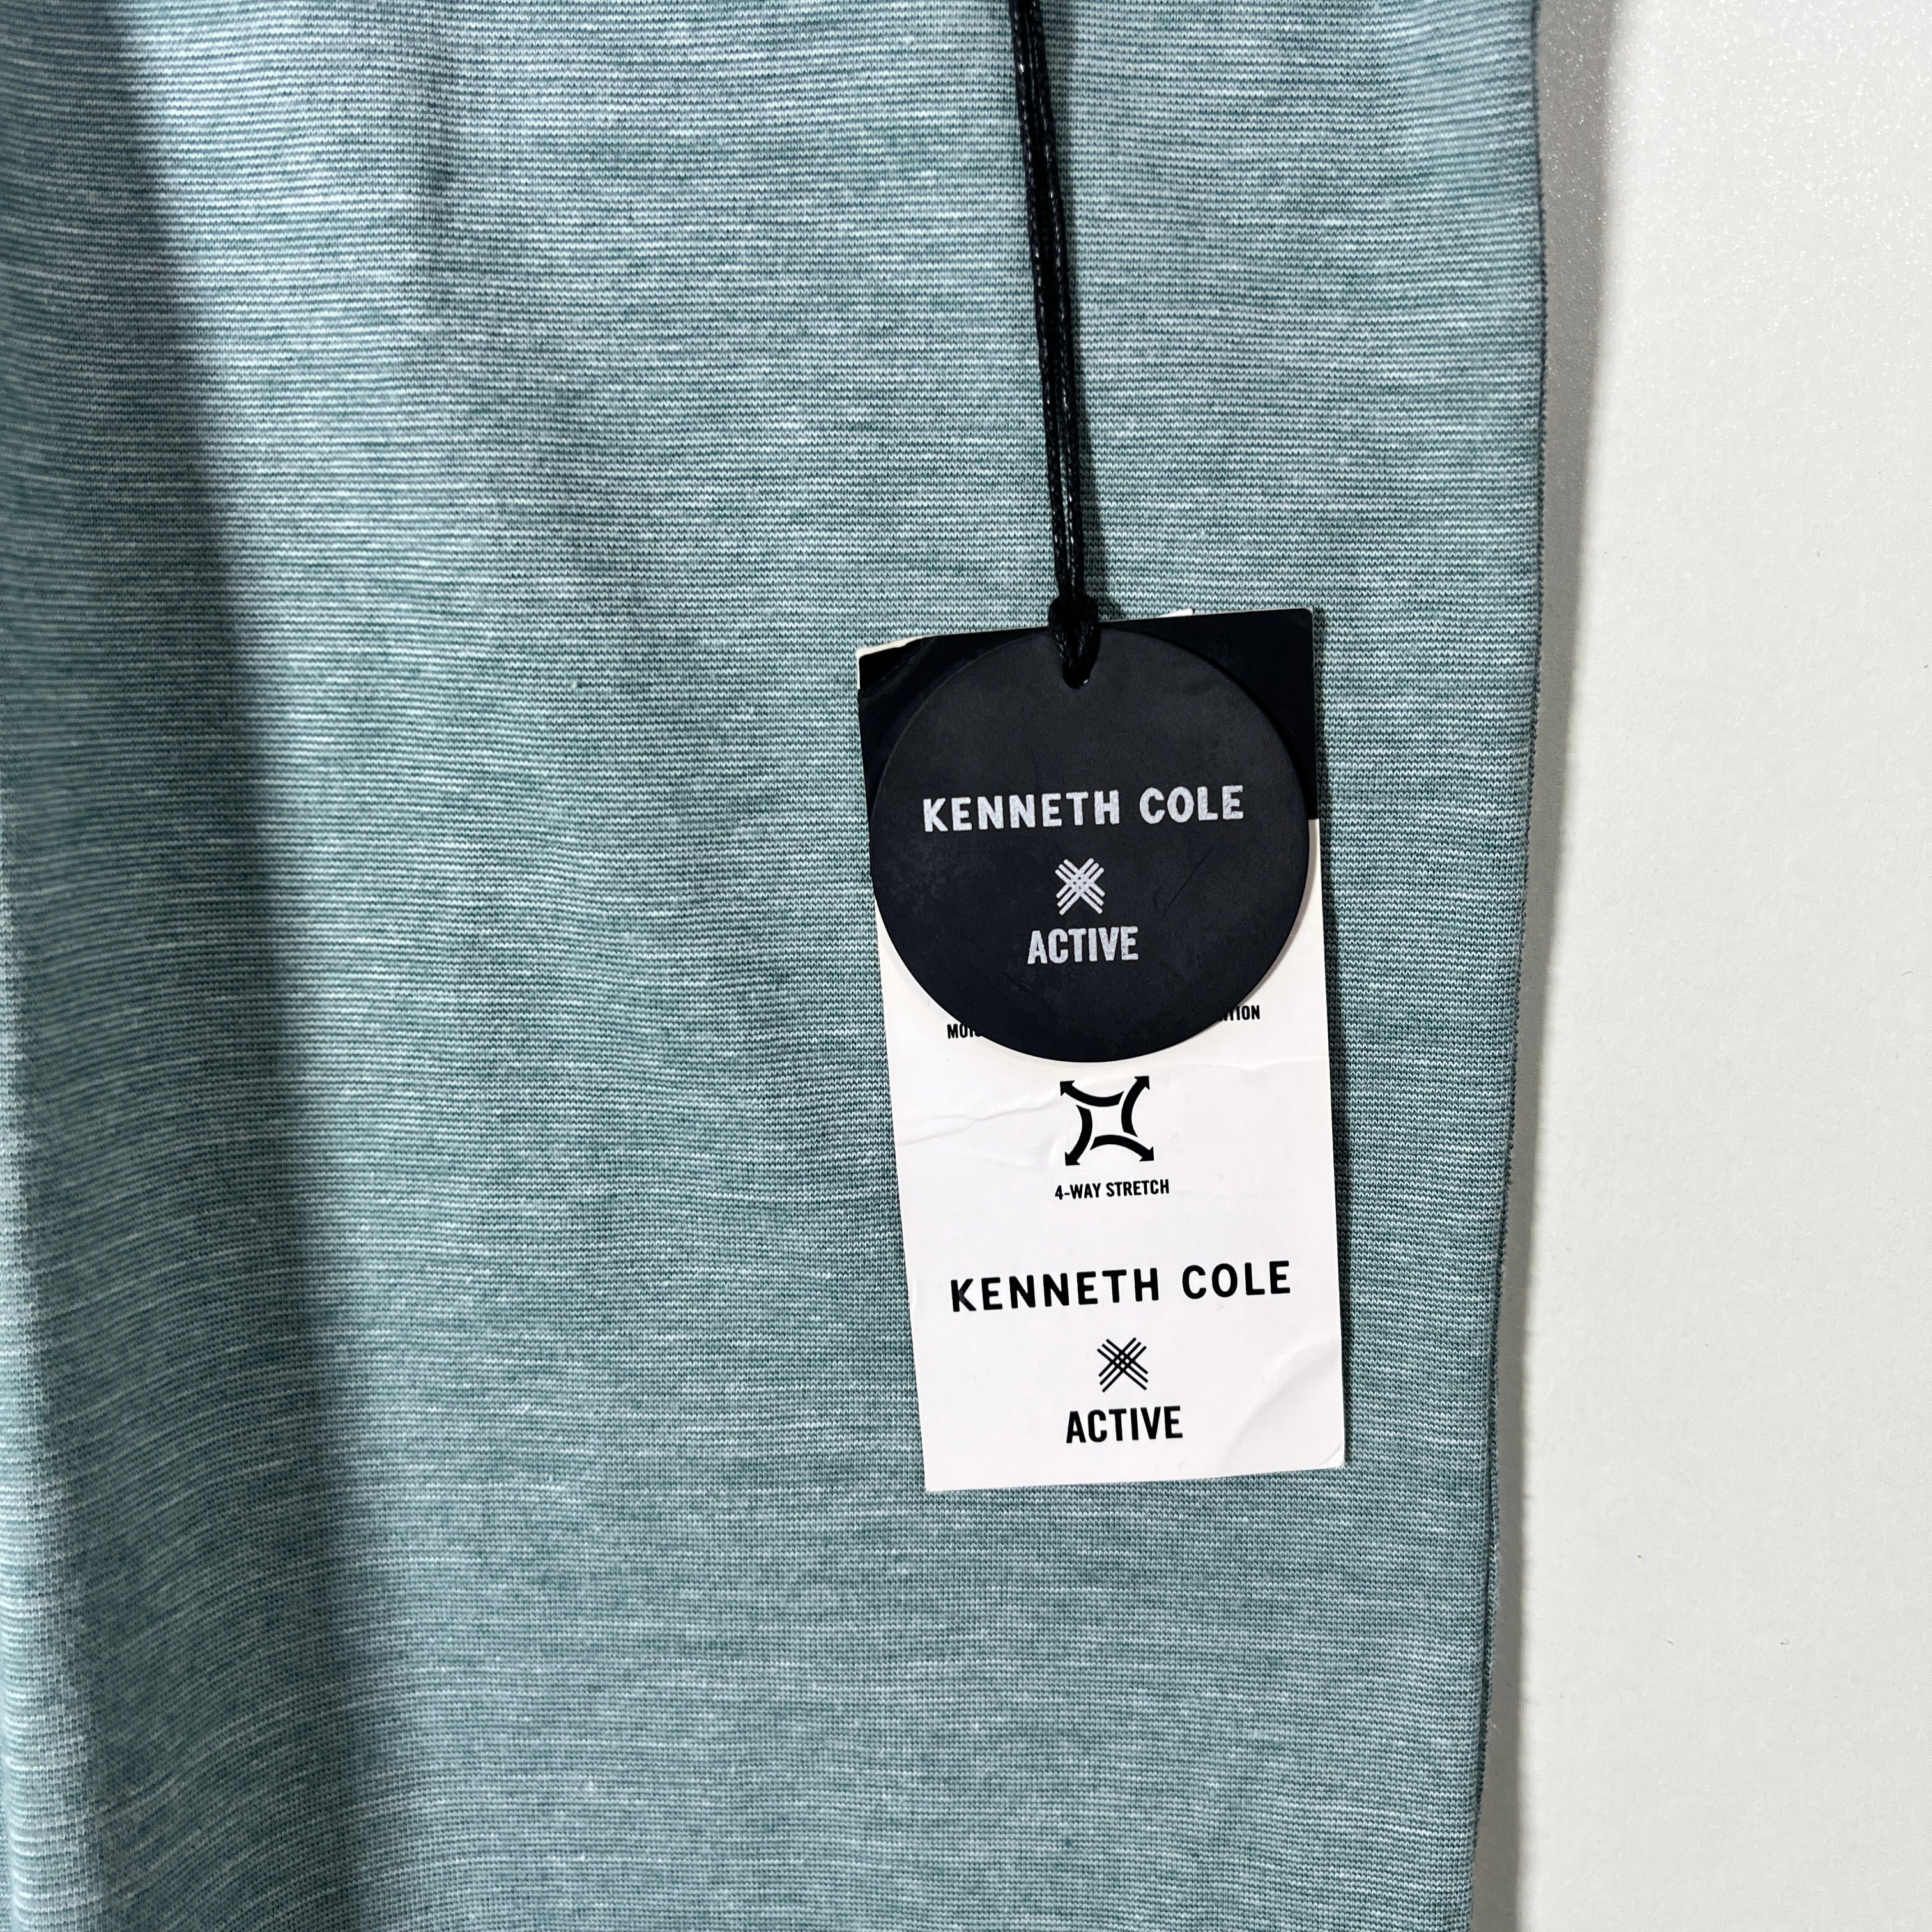 KENNETH COLE
ACTIVE
4-WAY STRETCH
KENNETH COLE
ACTIVE